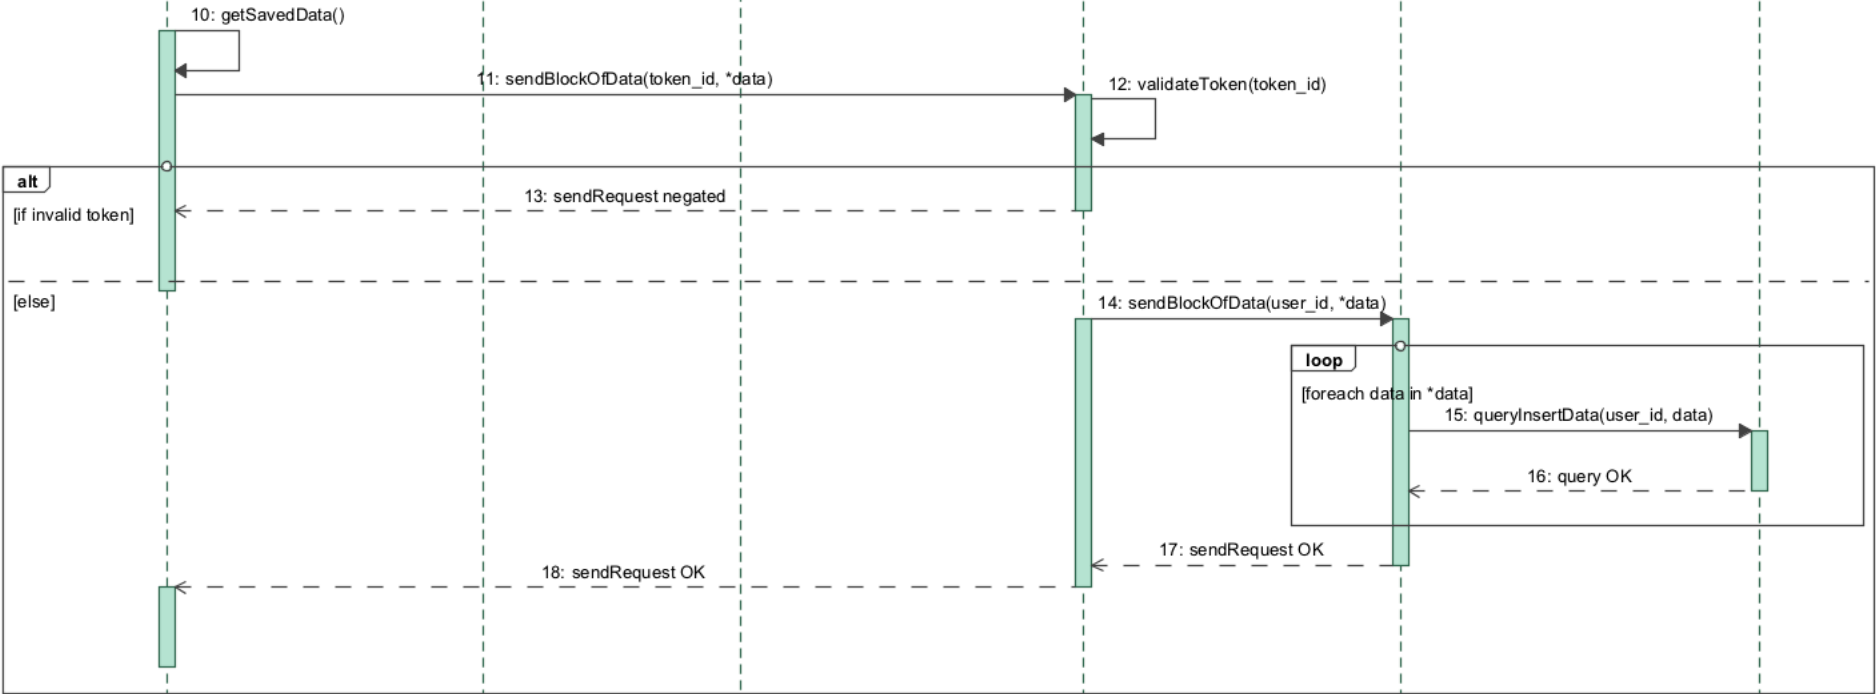 10: getSavedData()
11: sendBlockOfData(token_id, *data)
12: validateToken(token_id)
alt
13: sendRequest negated
[if invalid token]
[else]
14: sendBlockOfData(user_id, *data)
loop
[foreach data in *data]
15: queryInsertData(user_id, data)
16: query OK
17: sendRequest OK
18: sendRequest OK